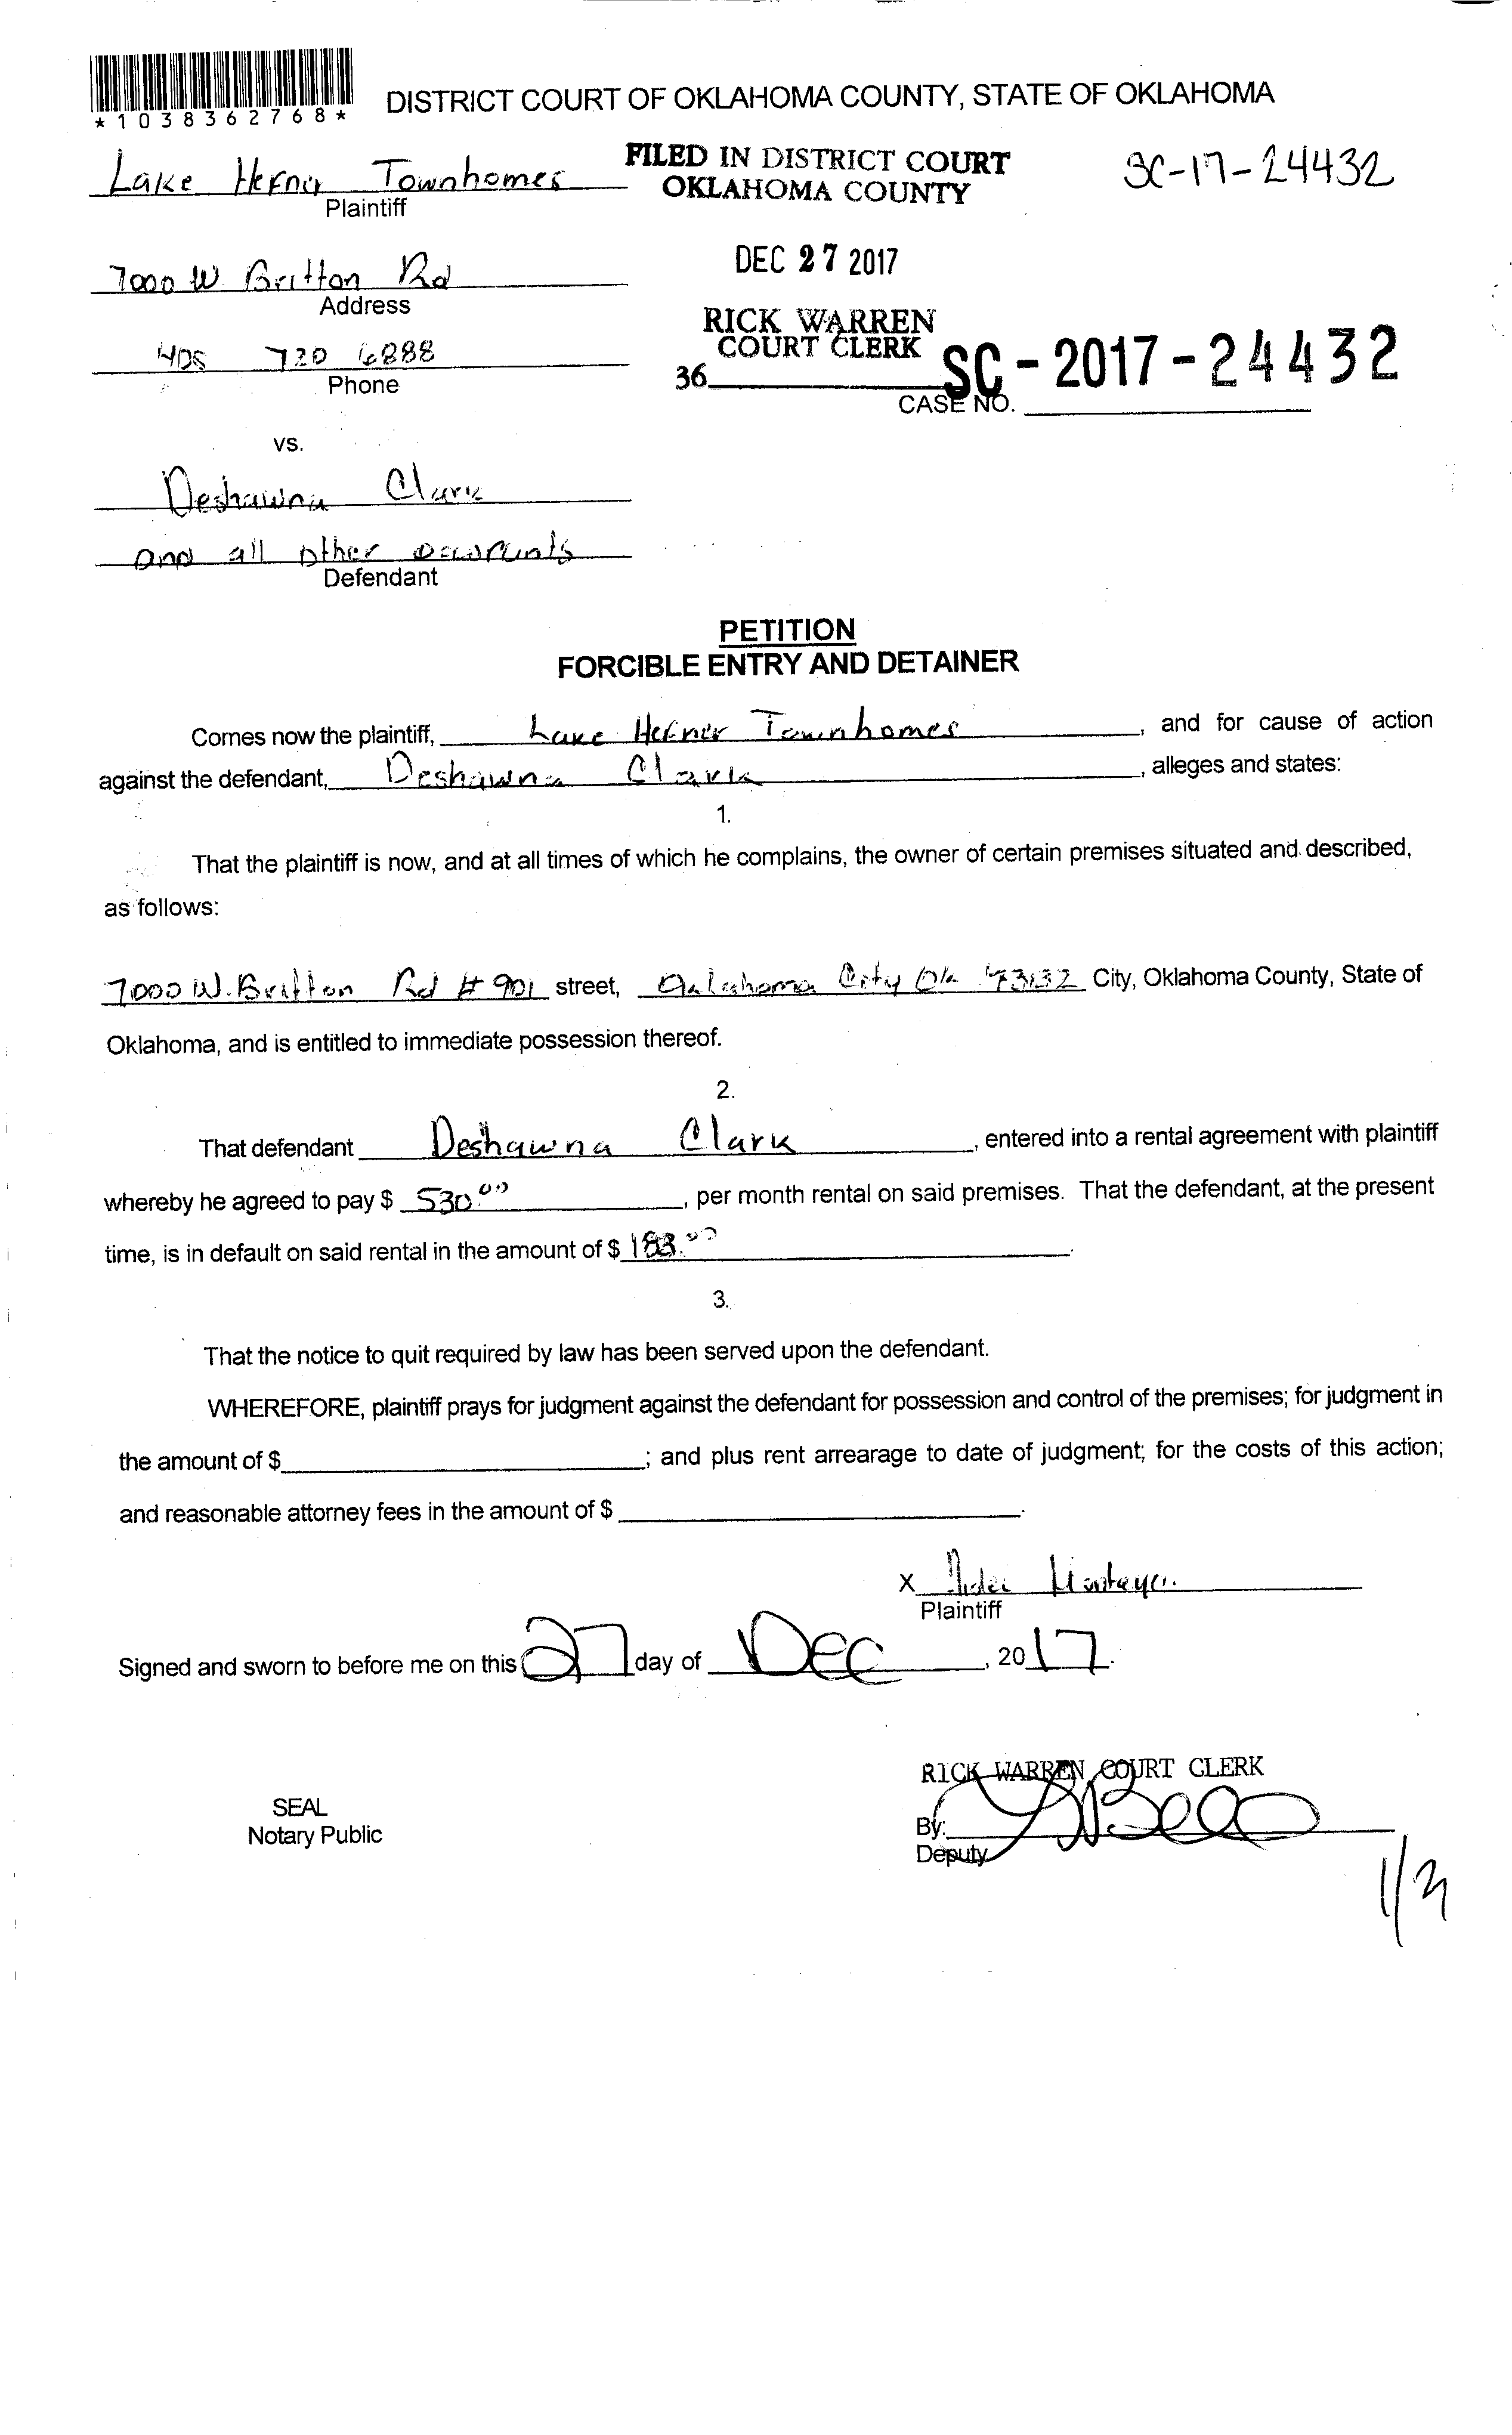 *1038362768*
DISTRICT COURT OF OKLAHOMA COUNTY, STATE OF OKLAHOMA
Lake Hefner Townhomes
Plaintiff
FILED IN DISTRICT COURT
OKLAHOMA COUNTY
SC-17-24432
7000 W. Britton Rd
Address
DEC 27 2017
405 720 6888
Phone
RICK WARREN
COURT CLERK
36
SC-2017-24432
CASE NO.
vs.
Deshawna Clark
and all other occupants
Defendant
PETITION
FORCIBLE ENTRY AND DETAINER
Comes now the plaintiff, Lake Hefner Townhomes, and for cause of action
against the defendant, Deshawna Clark, alleges and states:
1.
That the plaintiff is now, and at all times of which he complains, the owner of certain premises situated and described,
as follows:
7000 W. Britton Rd # 901 street, Oklahoma City Ok 73132 City, Oklahoma County, State of
Oklahoma, and is entitled to immediate possession thereof.
2.
That defendant Deshawna Clark, entered into a rental agreement with plaintiff
whereby he agreed to pay $ 530.00, per month rental on said premises. That the defendant, at the present
time, is in default on said rental in the amount of $
3.
That the notice to quit required by law has been served upon the defendant.
WHEREFORE, plaintiff prays for judgment against the defendant for possession and control of the premises; for judgment in
the amount of $; and plus rent arrearage to date of judgment; for the costs of this action;
and reasonable attorney fees in the amount of $.
X
Plaintiff
Signed and sworn to before me on this 27 day of Dec, 2017.
RICK WARREN COURT CLERK
SEAL
Notary Public
By:
Deputy